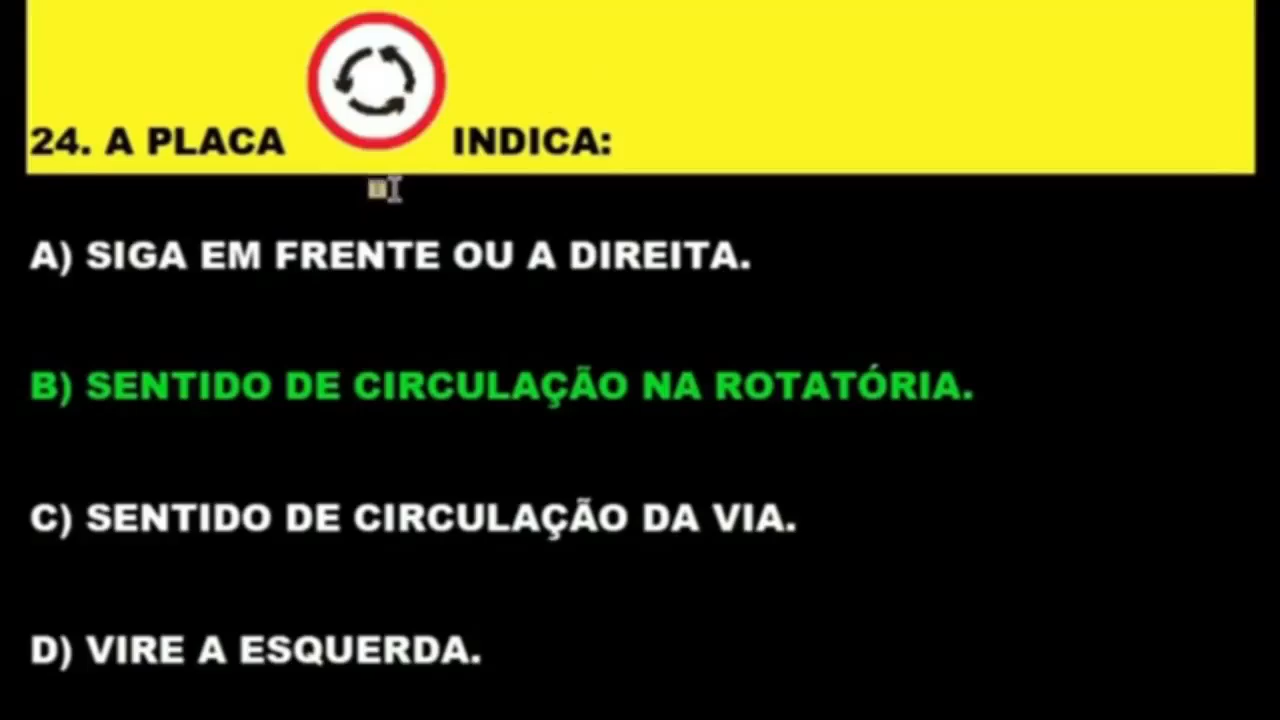 24. A PLACA INDICA:
A) SIGA EM FRENTE OU A DIREITA.
B) SENTIDO DE CIRCULAÇÃO NA ROTATÓRIA.
C) SENTIDO DE CIRCULAÇÃO DA VIA.
D) VIRE A ESQUERDA.